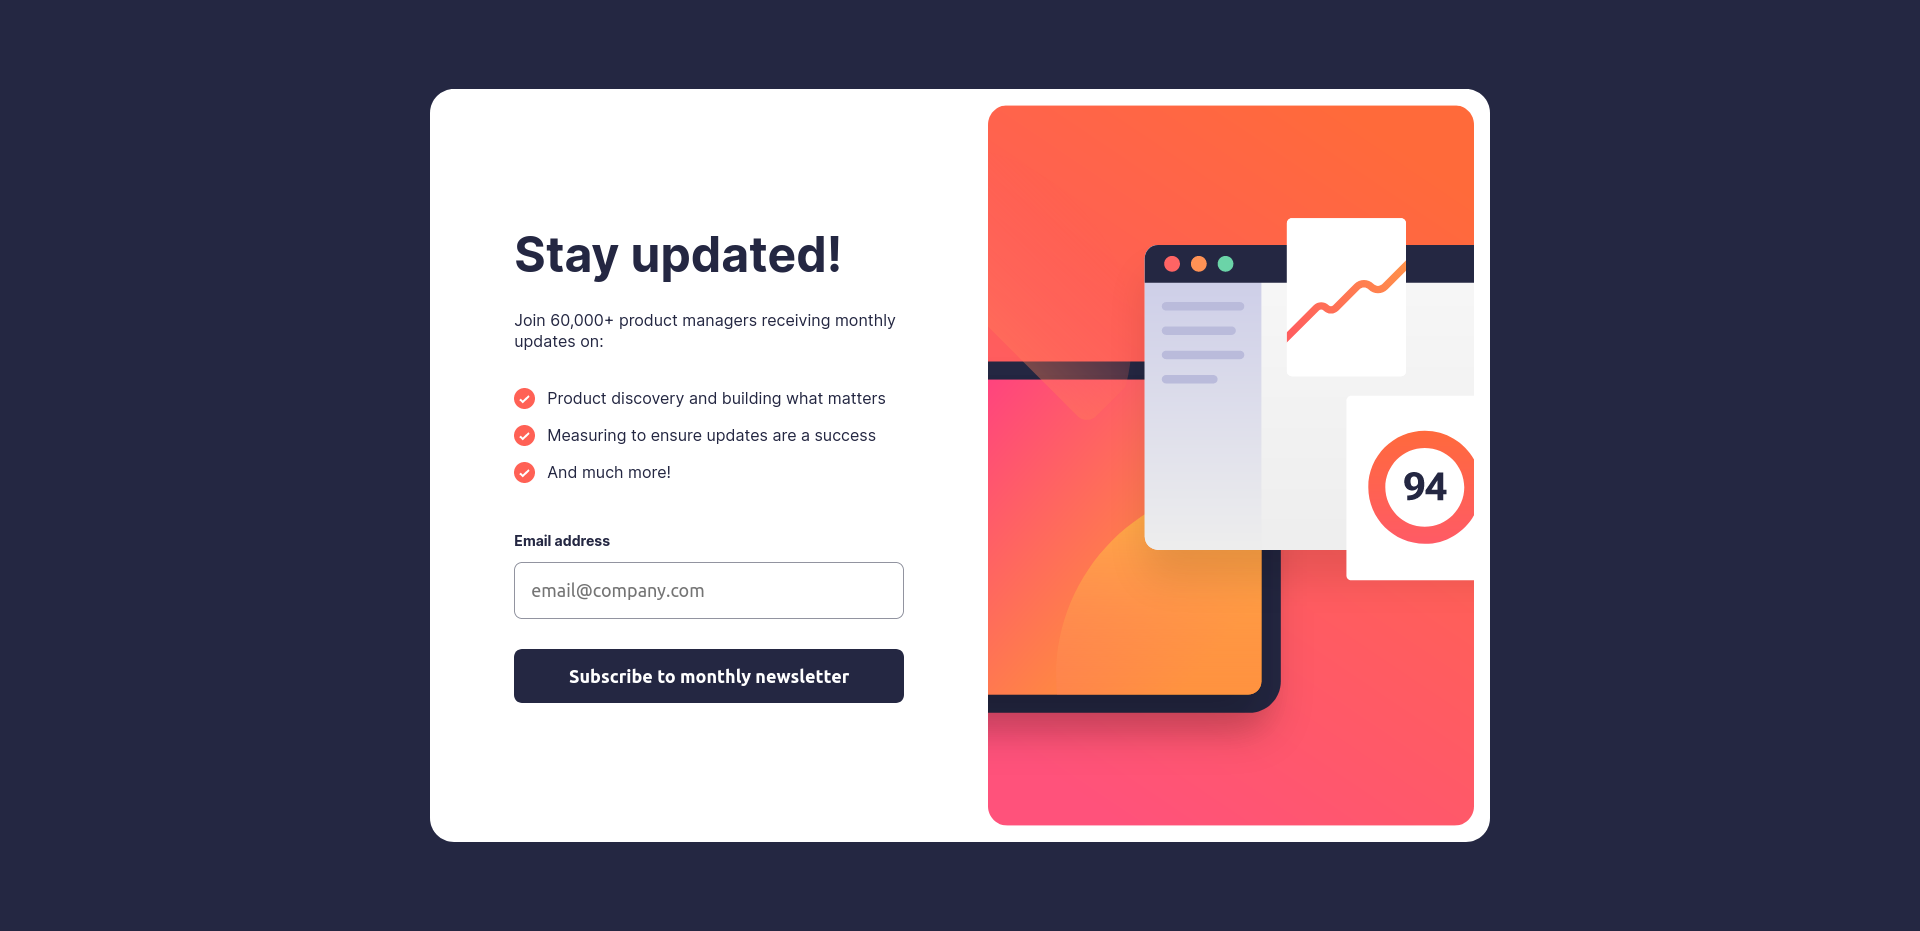 Stay updated!
Join 60,000+ product managers receiving monthly
updates on:
Product discovery and building what matters
Measuring to ensure updates are a success
And much more!
Email address
email@company.com
Subscribe to monthly newsletter
94